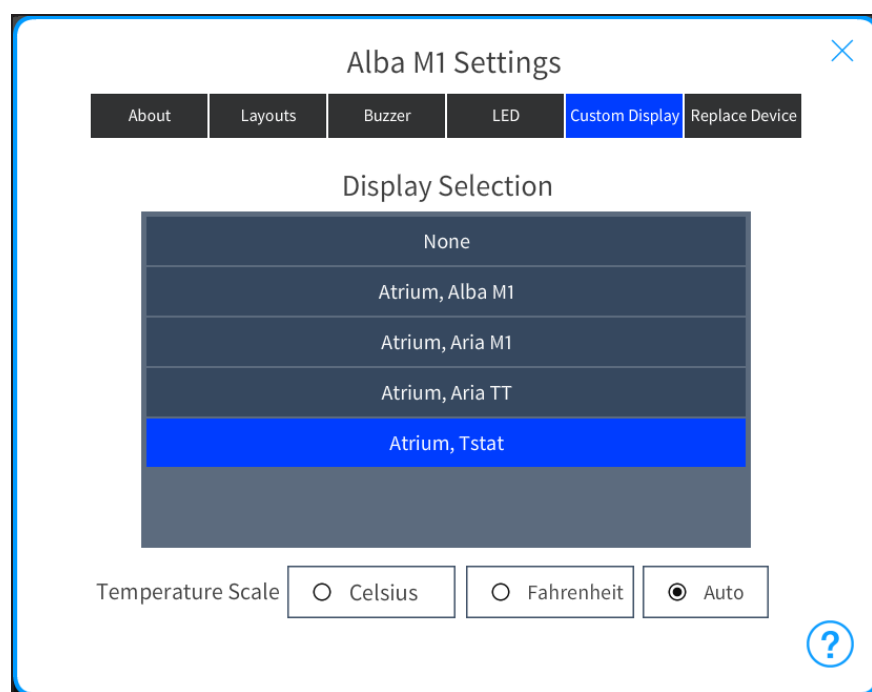 Alba M1 Settings
About Layouts Buzzer LED Custom Display Replace Device
Display Selection
None
Atrium, Alba M1
Atrium, Aria M1
Atrium, Aria TT
Atrium, Tstat
Temperature Scale Celsius Fahrenheit Auto
?